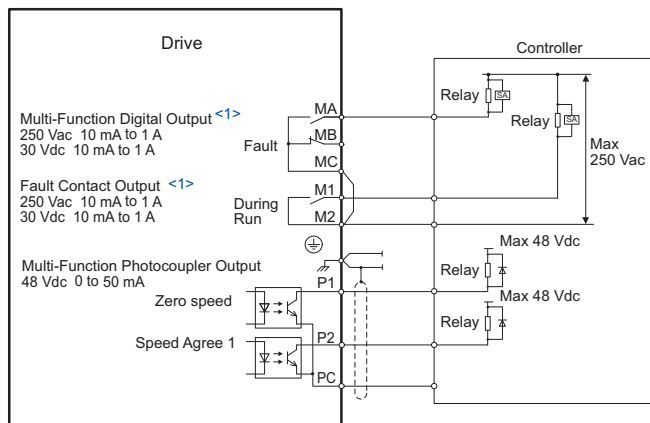 Drive
Controller
Multi-Function Digital Output <1>
250 Vac 10 mA to 1 A
30 Vdc 10 mA to 1 A
Fault
MA
MB
MC
Relay
SA
Relay
SA
Max
250 Vac
Fault Contact Output <1>
250 Vac 10 mA to 1 A
30 Vdc 10 mA to 1 A
During
Run
M1
M2
Multi-Function Photocoupler Output
48 Vdc 0 to 50 mA
Zero speed
P1
Max 48 Vdc
Relay
Max 48 Vdc
Relay
Speed Agree 1
P2
PC